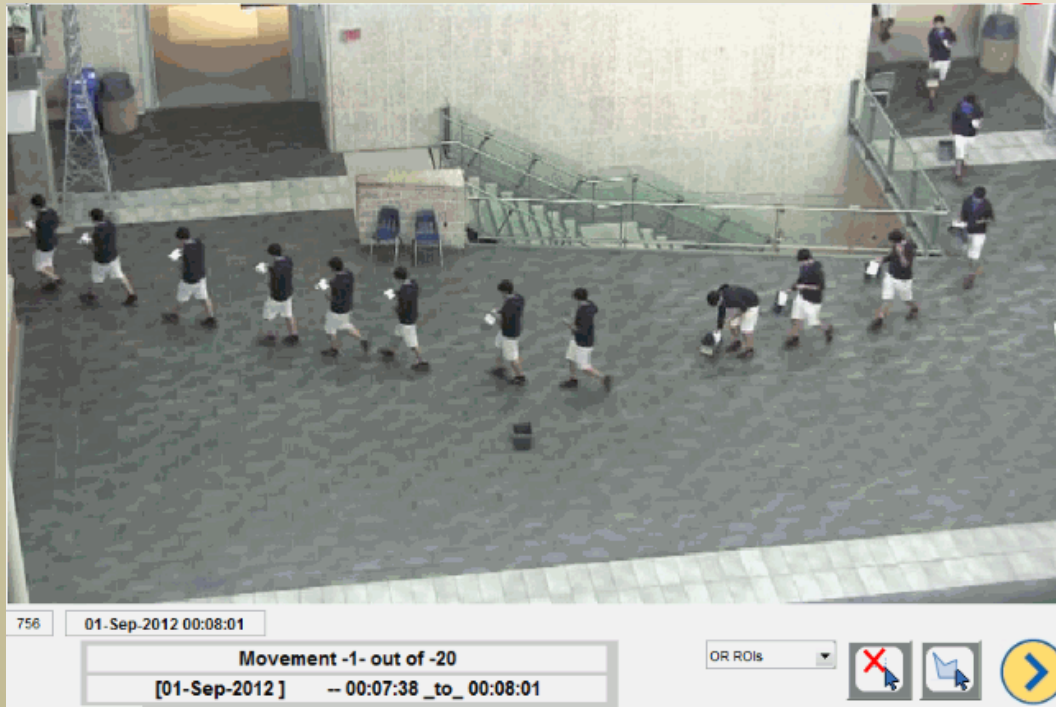 756
01-Sep-2012 00:08:01
Movement -1- out of -20
[01-Sep-2012 ] -- 00:07:38 _to_ 00:08:01
OR ROIs